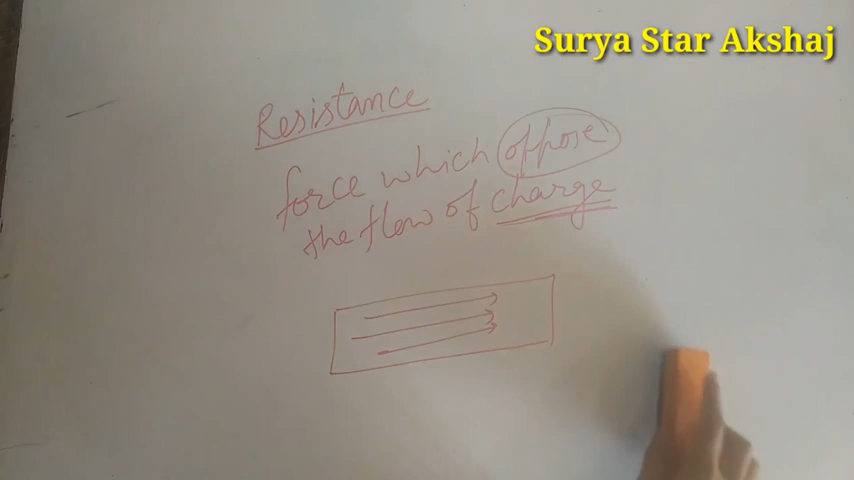 Surya Star Akshaj
Resistance
force which oppose
the flow of charge